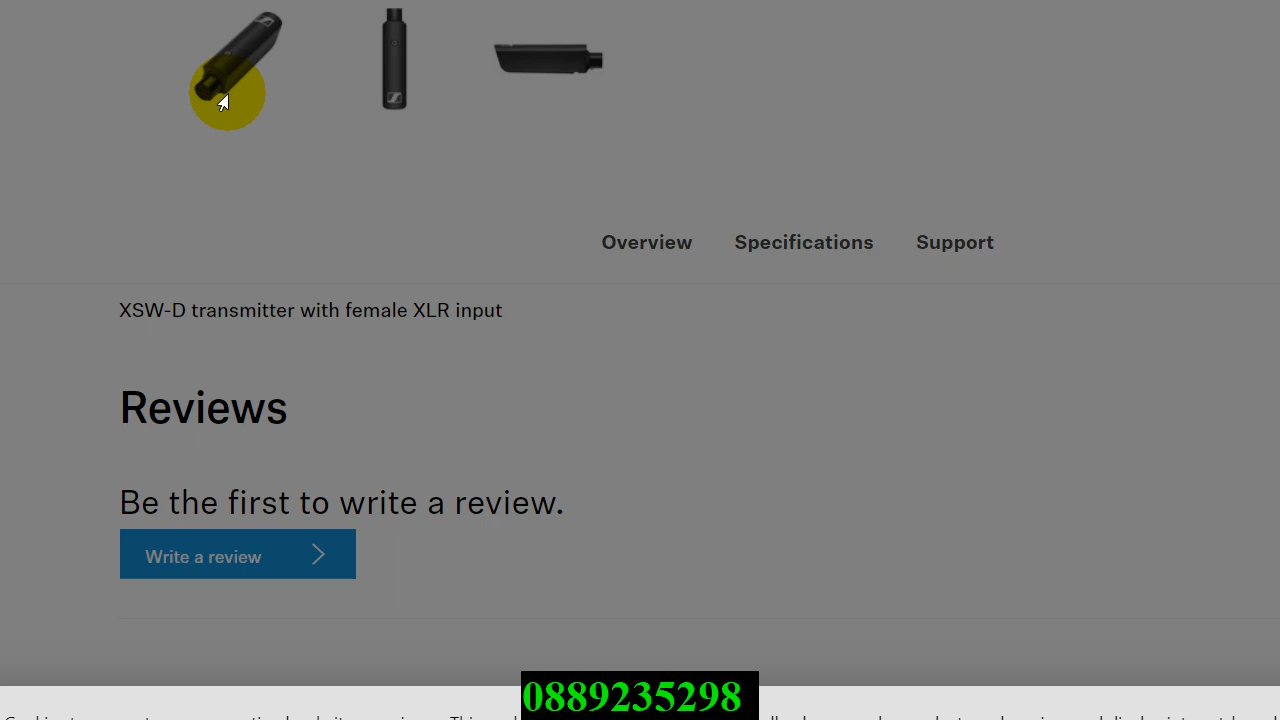 Overview Specifications Support
XSW-D transmitter with female XLR input
Reviews
Be the first to write a review.
Write a review
0889235298